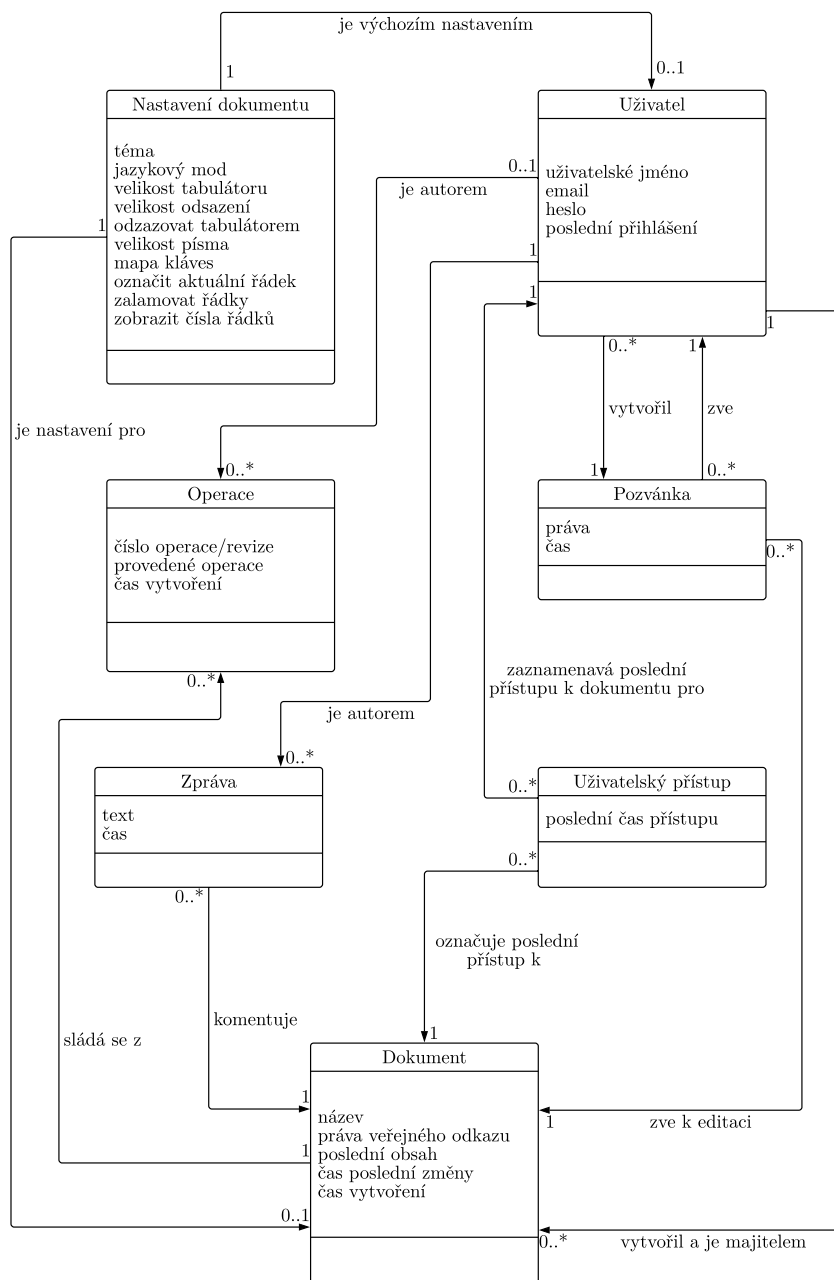 je výchozím nastavením
1
0..1
Nastavení dokumentu
téma
jazykový mod
velikost tabulátoru
velikost odsazení
odzazovat tabulátorem
velikost písma
mapa kláves
označit aktuální řádek
zalamovat řádky
zobrazit čísla řádků
1
Uživatel
uživatelské jméno
email
heslo
poslední přihlášení
0..1
je autorem
1
1
1
0..*
1
vytvořil
zve
je nastavení pro
0..*
1
0..*
Operace
číslo operace/revize
provedené operace
čas vytvoření
Pozvánka
práva
čas
0..*
0..*
zaznamenavá poslední
přístupu k dokumentu pro
je autorem
0..*
Zpráva
text
čas
0..*
Uživatelský přístup
poslední čas přístupu
0..*
0..*
označuje poslední
přístup k
komentuje
sládá se z
1
Dokument
název
práva veřejného odkazu
poslední obsah
čas poslední změny
čas vytvoření
1
1
0..1
1
zve k editaci
0..*
vytvořil a je majitelem